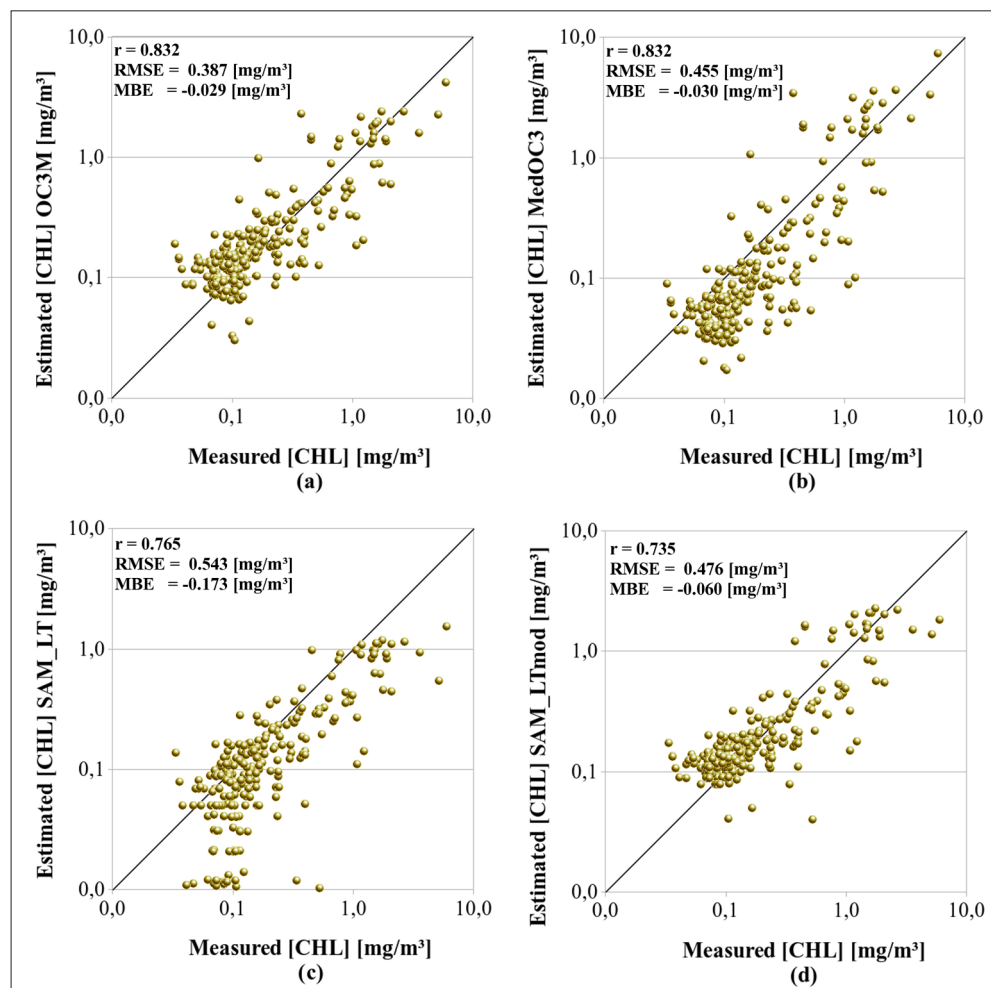 10,0
r = 0.832
RMSE = 0.387 [mg/m³]
MBE = -0.029 [mg/m³]
1,0
0,1
0,0
Estimated [CHL] OC3M [mg/m³]
0,0 0,1 1,0 10,0
Measured [CHL] [mg/m³]
(a)
10,0
r = 0.832
RMSE = 0.455 [mg/m³]
MBE = -0.030 [mg/m³]
1,0
0,1
0,0
Estimated [CHL] MedOC3 [mg/m³]
0,0 0,1 1,0 10,0
Measured [CHL] [mg/m³]
(b)
10,0
r = 0.765
RMSE = 0.543 [mg/m³]
MBE = -0.173 [mg/m³]
1,0
0,1
0,0
Estimated [CHL] SAM_LT [mg/m³]
0,0 0,1 1,0 10,0
Measured [CHL] [mg/m³]
(c)
10,0
r = 0.735
RMSE = 0.476 [mg/m³]
MBE = -0.060 [mg/m³]
1,0
0,1
0,0
Estimated [CHL] SAM_LTmod [mg/m³]
0,0 0,1 1,0 10,0
Measured [CHL] [mg/m³]
(d)